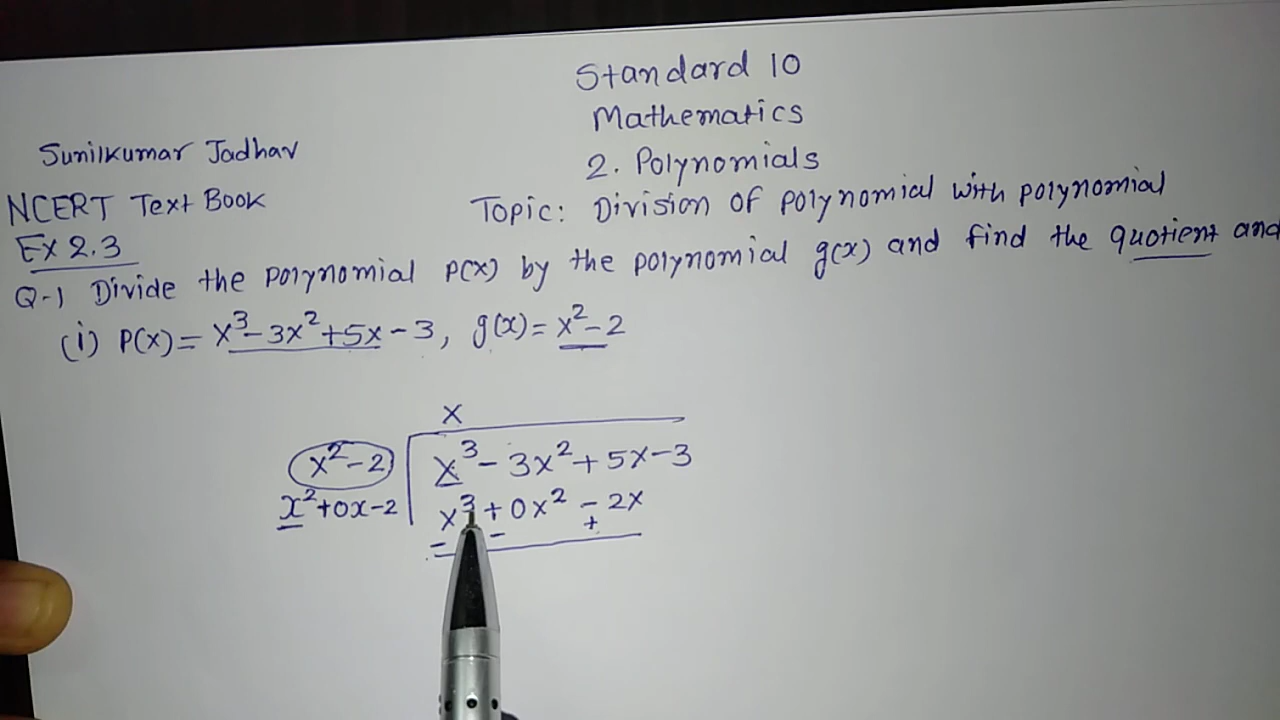 Standard 10
Mathematics
Sunilkumar Jadhav
2. Polynomials
NCERT Text Book
Topic: Division of polynomial with polynomial
Ex 2.3
Q-1 Divide the polynomial P(x) by the polynomial g(x) and find the quotient and
(i) P(x) = x³ - 3x² + 5x - 3, g(x) = x² - 2
x
x² - 2
x³ - 3x² + 5x - 3
x² + 0x - 2
x³ + 0x² - 2x
- - +